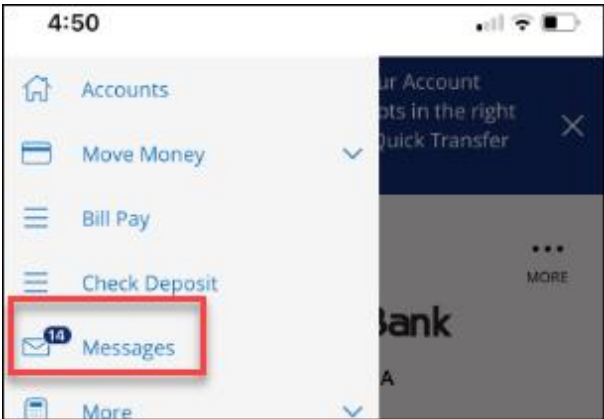 4:50
Accounts
Move Money
Bill Pay
Check Deposit
14
Messages
More
ur Account
in the right
Quick Transfer
MORE
Bank
A